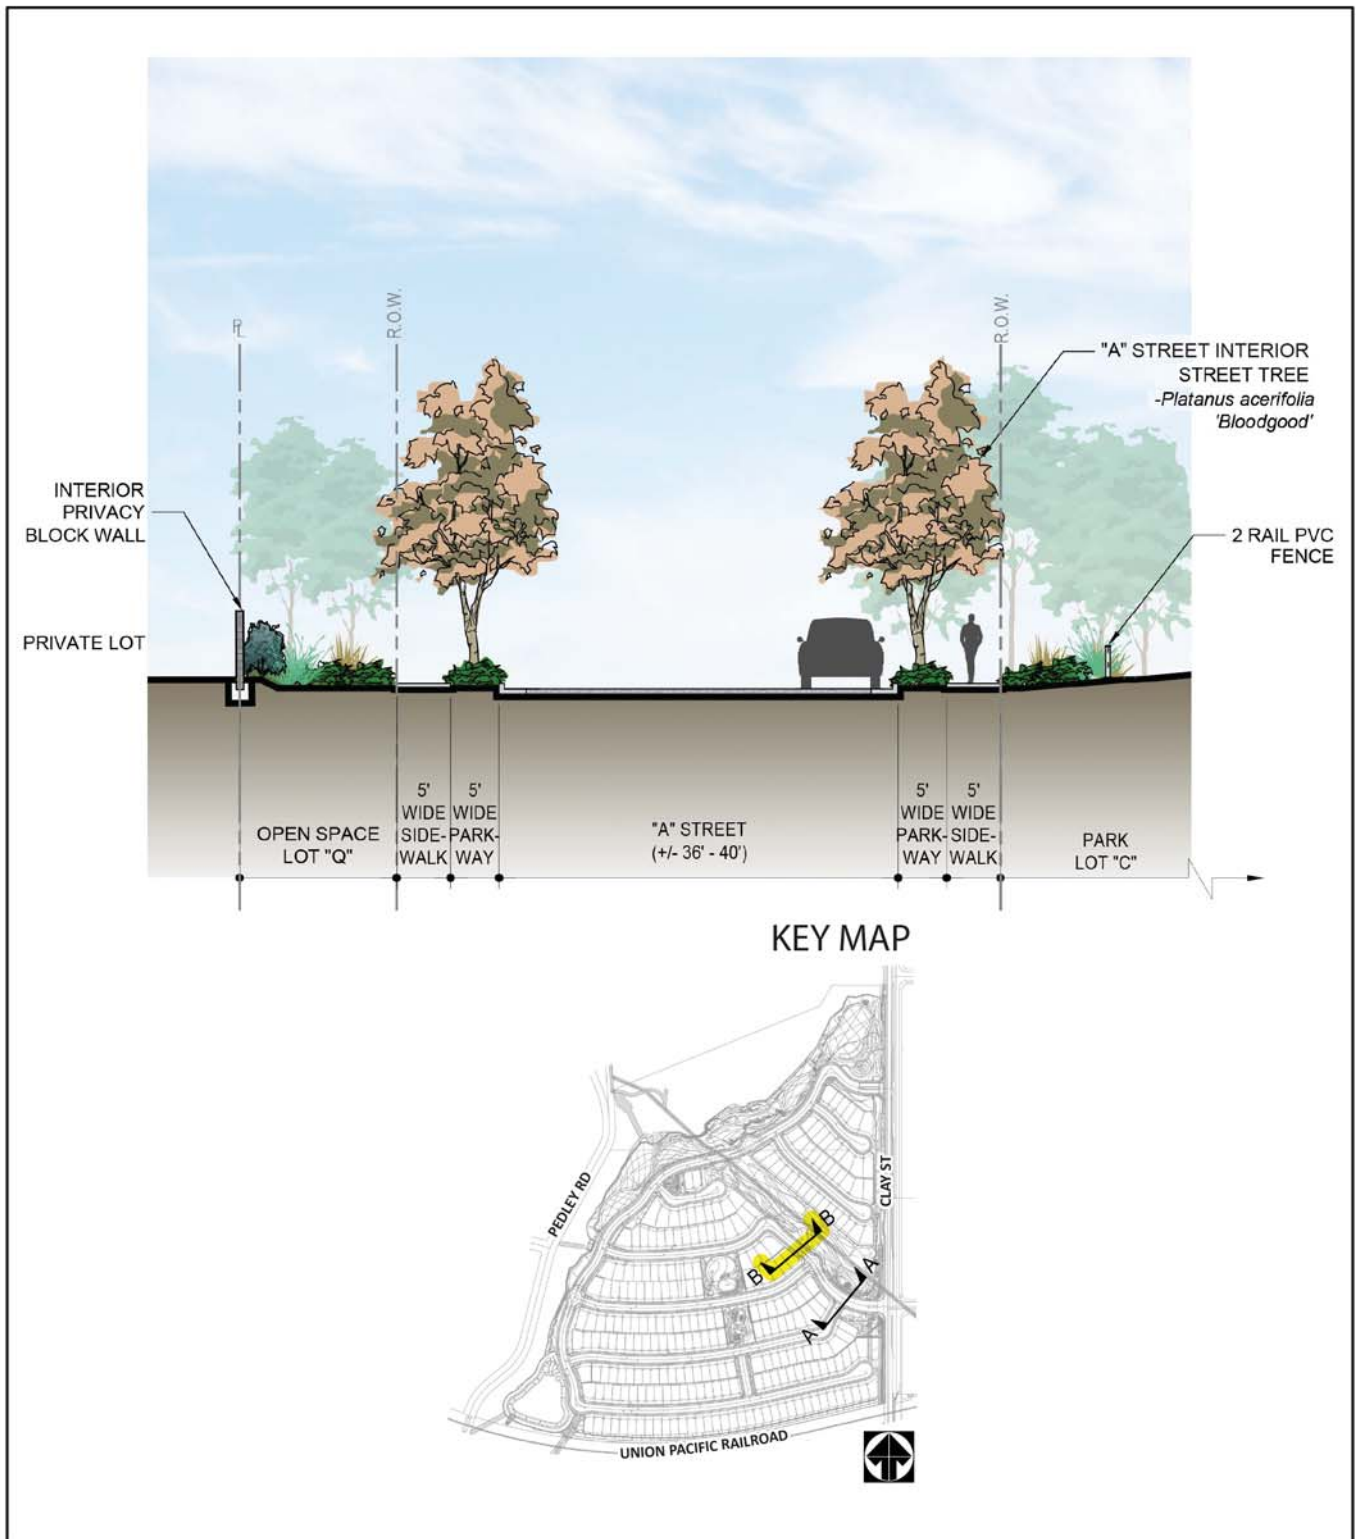 PL
R.O.W.
R.O.W.
"A" STREET INTERIOR
STREET TREE
-Platanus acerifolia
'Bloodgood'
INTERIOR
PRIVACY
BLOCK WALL
2 RAIL PVC
FENCE
PRIVATE LOT
OPEN SPACE
LOT "Q"
5'
WIDE
SIDE-
WALK
5'
WIDE
PARK-
WAY
"A" STREET
(+/- 36' - 40')
5'
WIDE
PARK-
WAY
5'
WIDE
SIDE-
WALK
PARK
LOT "C"
KEY MAP
PEDLEY RD
CLAY ST
B
B
A
A
UNION PACIFIC RAILROAD